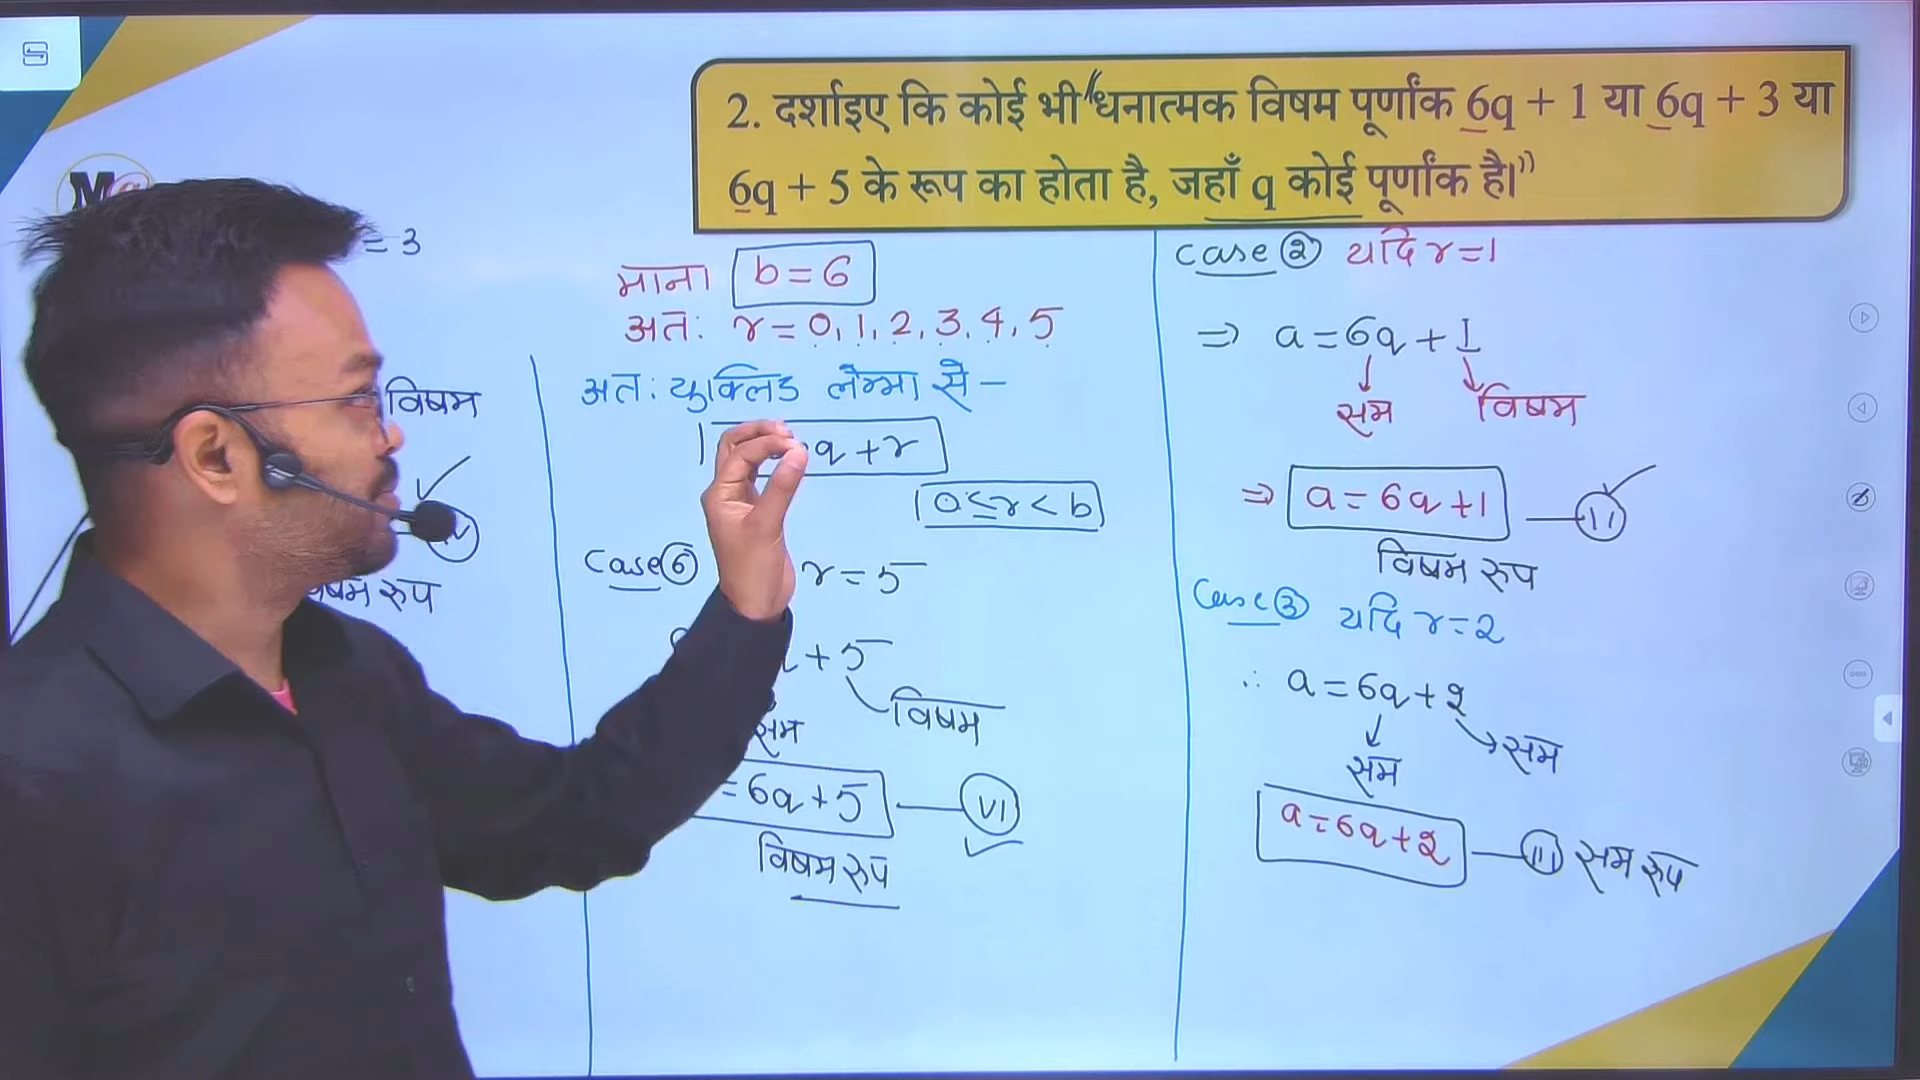 2. दर्शाइए कि कोई भी "धनात्मक विषम पूर्णांक 6q + 1 या 6q + 3 या
6q + 5 के रूप का होता है, जहाँ q कोई पूर्णांक है।"
= 3
विषम
रूप
माना b = 6
अतः r = 0, 1, 2, 3, 4, 5
अतः युक्लिड लेम्मा से –
q + r
0 ≤ r < b
Case 6 r = 5
+ 5
सम विषम
= 6q + 5 — VI
विषम रूप
Case 2 यदि r = 1
⇒ a = 6q + 1
सम विषम
⇒ a = 6q + 1 — II
विषम रूप
Case 3 यदि r = 2
∴ a = 6q + 2
सम सम
a = 6q + 2 — III सम रूप